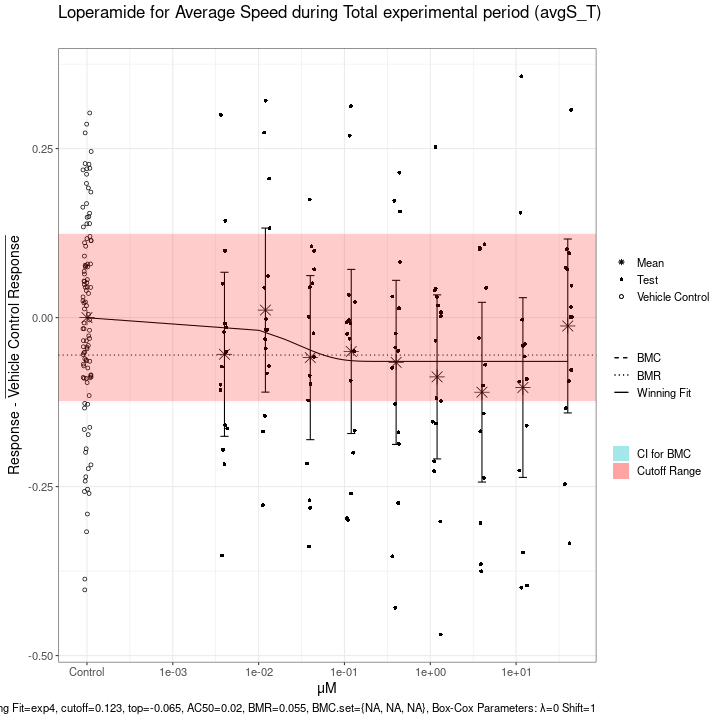 Loperamide for Average Speed during Total experimental period (avgS_T)
Response - Vehicle Control Response
0.25
0.00
-0.25
-0.50
Control
1e-03
1e-02
1e-01
1e+00
1e+01
µM
Mean
Test
Vehicle Control
BMC
BMR
Winning Fit
CI for BMC
Cutoff Range
Fit=exp4, cutoff=0.123, top=-0.065, AC50=0.02, BMR=0.055, BMC.set={NA, NA, NA}, Box-Cox Parameters: λ=0 Shift=1